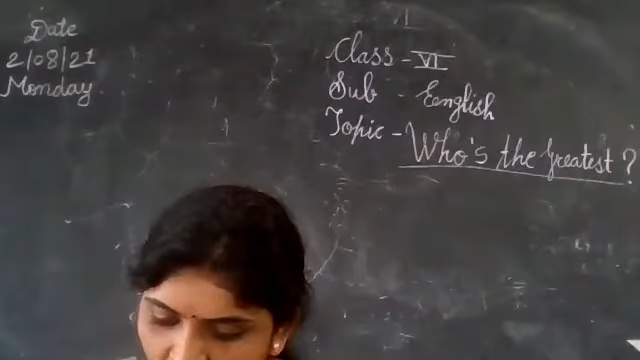 Date
2/08/21
Monday
Class - VI
Sub - English
Topic - Who's the Greatest?